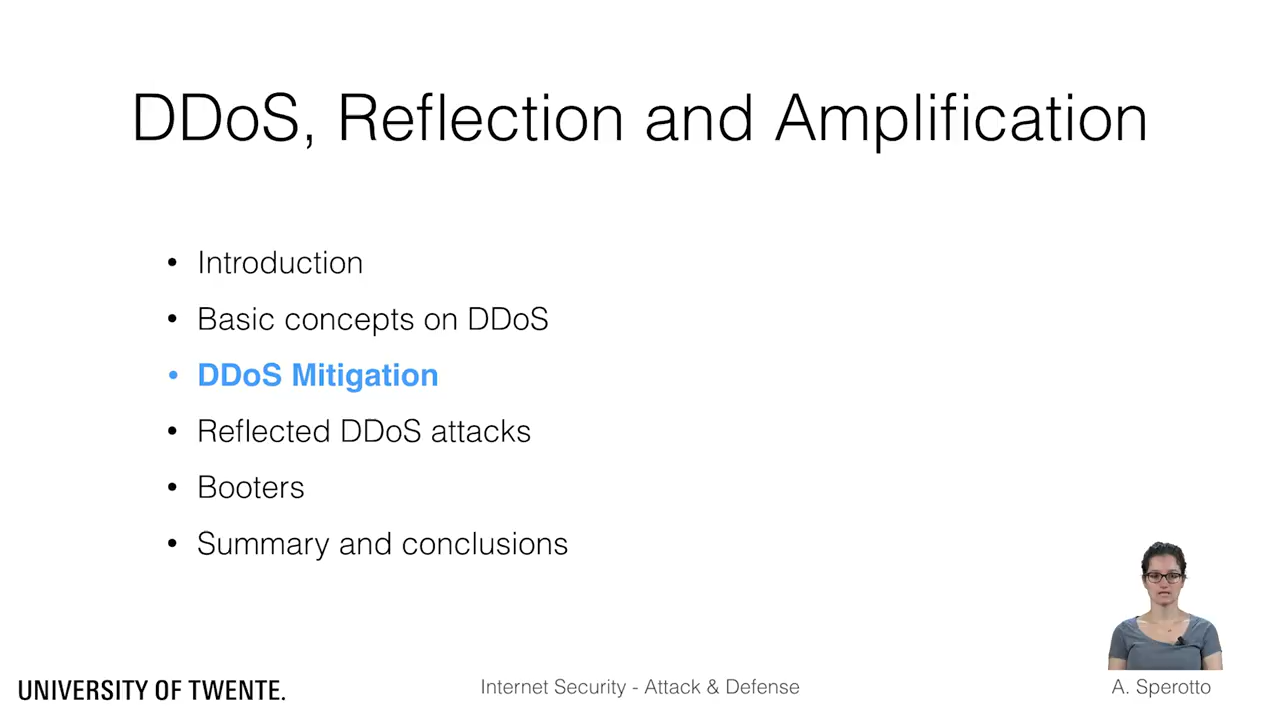 DDoS, Reflection and Amplification
• Introduction
• Basic concepts on DDoS
• DDoS Mitigation
• Reflected DDoS attacks
• Booters
• Summary and conclusions
UNIVERSITY OF TWENTE.
Internet Security - Attack & Defense
A. Sperotto